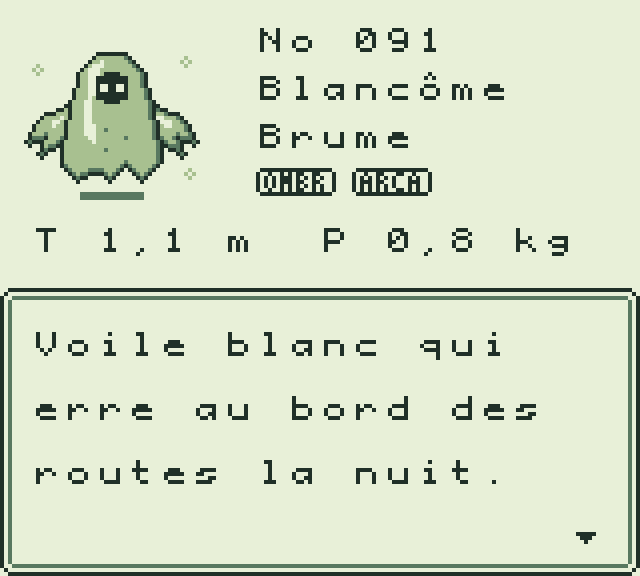 No 091
Blancôme
Brume
OMBR ARCA
T 1,1 m P 0,8 kg
Voile blanc qui
erre au bord des
routes la nuit.